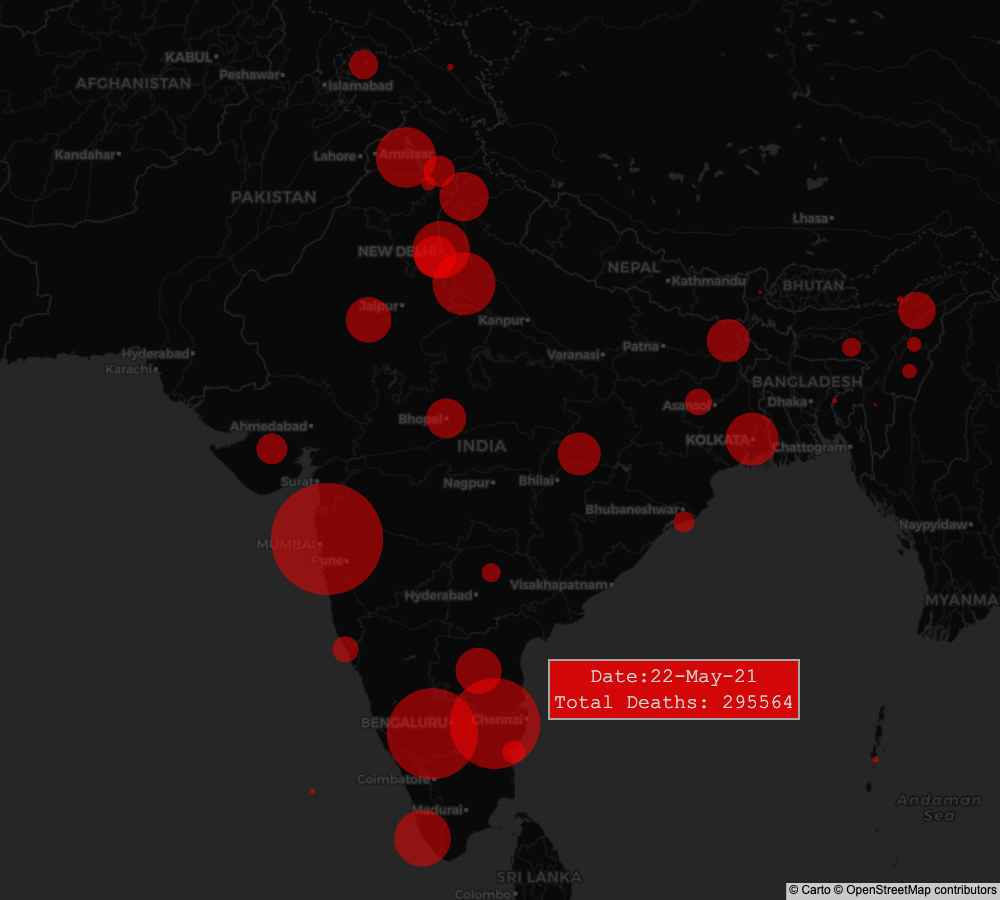 KABUL
Peshawar
AFGHANISTAN
Islamabad
Kandahar
Lahore
Amritsar
PAKISTAN
Lhasa
NEW DELHI
NEPAL
Kathmandu
BHUTAN
Jaipur
Kanpur
Hyderabad
Karachi
Varanasi
Patna
BANGLADESH
Asansol
Dhaka
Ahmedabad
Bhopal
INDIA
KOLKATA
Chattogram
Surat
Nagpur
Bhilai
Bhubaneshwar
Naypyidaw
MUMBAI
Pune
Hyderabad
Visakhapatnam
MYANMA
Date:22-May-21
Total Deaths: 295564
BENGALURU
Chennai
Coimbatore
Madurai
Andaman
Sea
SRI LANKA
Colombo
© Carto © OpenStreetMap contributors